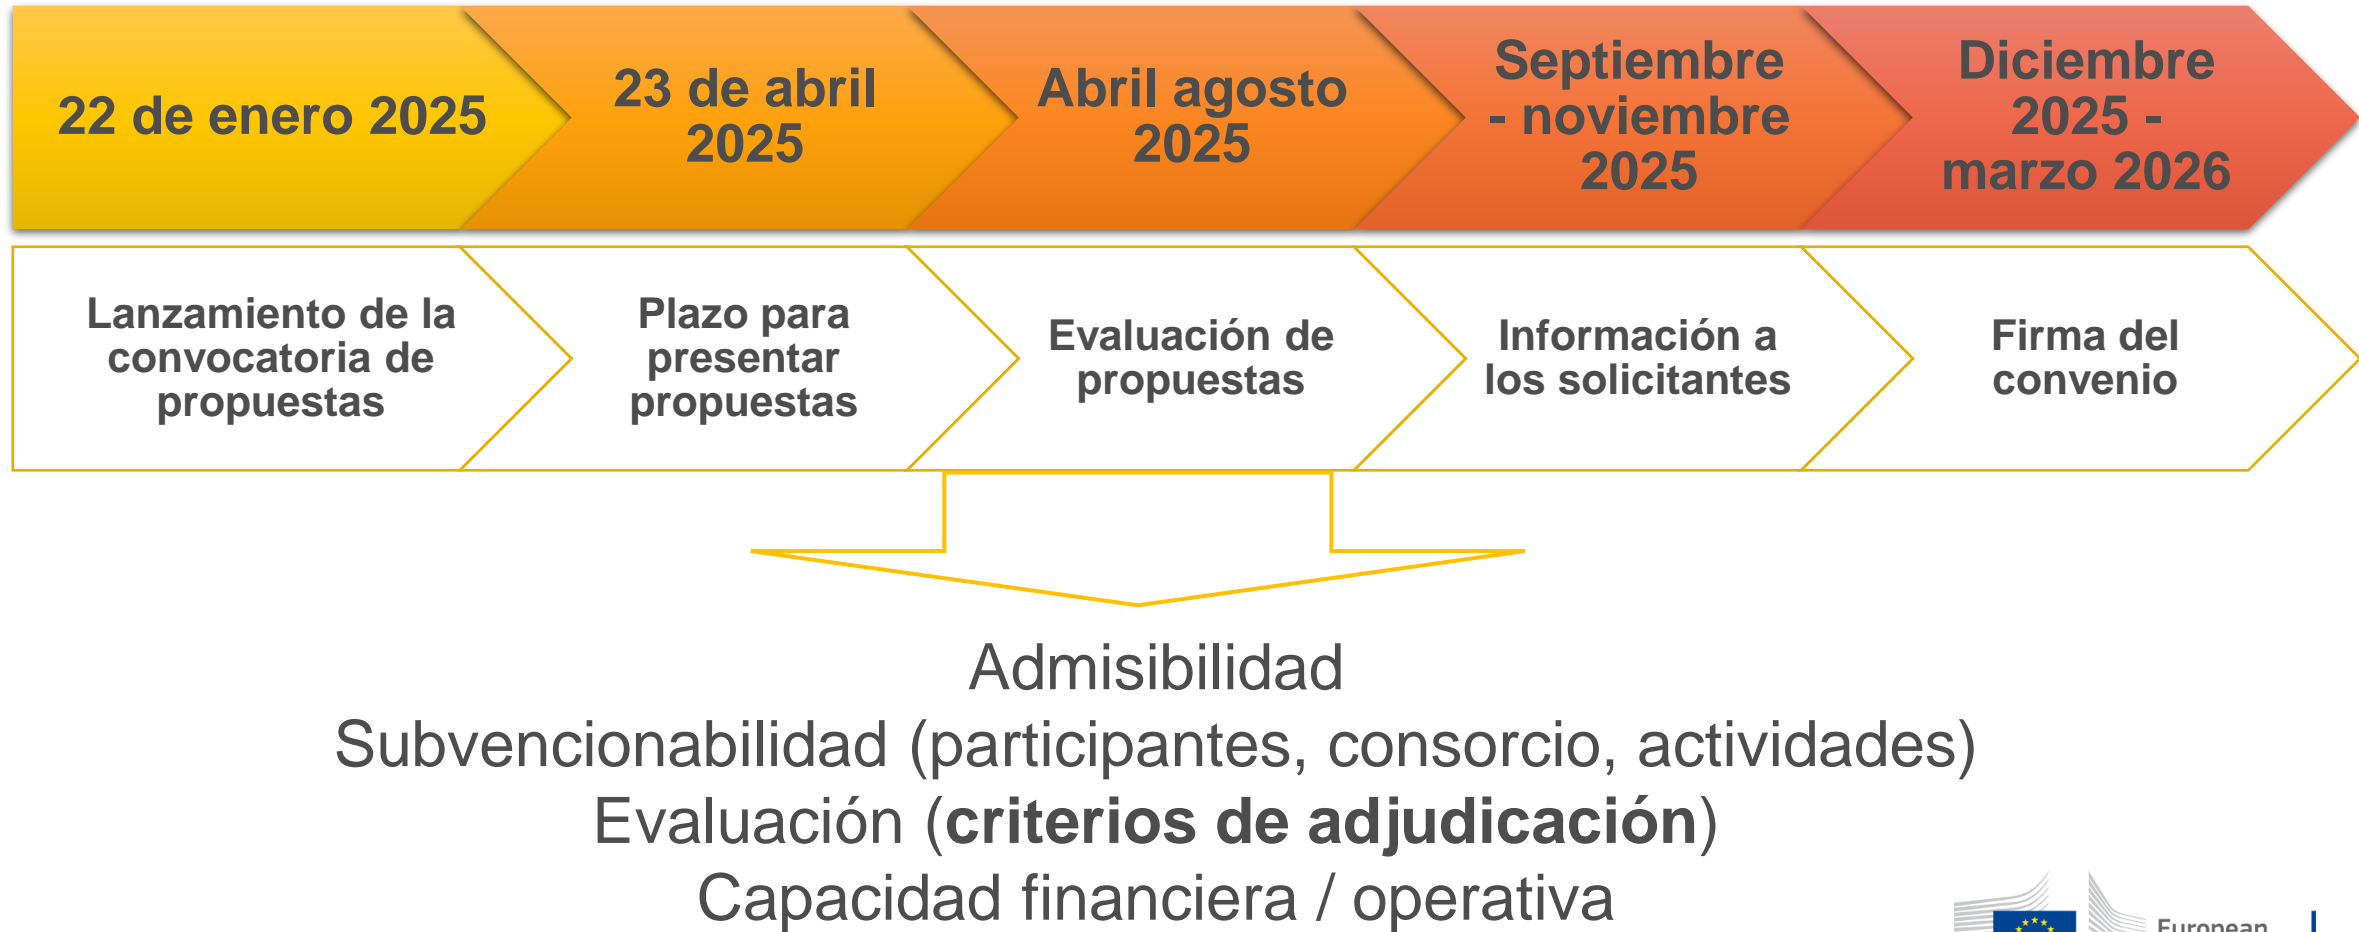 22 de enero 2025
23 de abril
2025
Abril agosto
2025
Septiembre
- noviembre
2025
Diciembre
2025 -
marzo 2026
Lanzamiento de la
convocatoria de
propuestas
Plazo para
presentar
propuestas
Evaluación de
propuestas
Información a
los solicitantes
Firma del
convenio
Admisibilidad
Subvencionabilidad (participantes, consorcio, actividades)
Evaluación (criterios de adjudicación)
Capacidad financiera / operativa
European